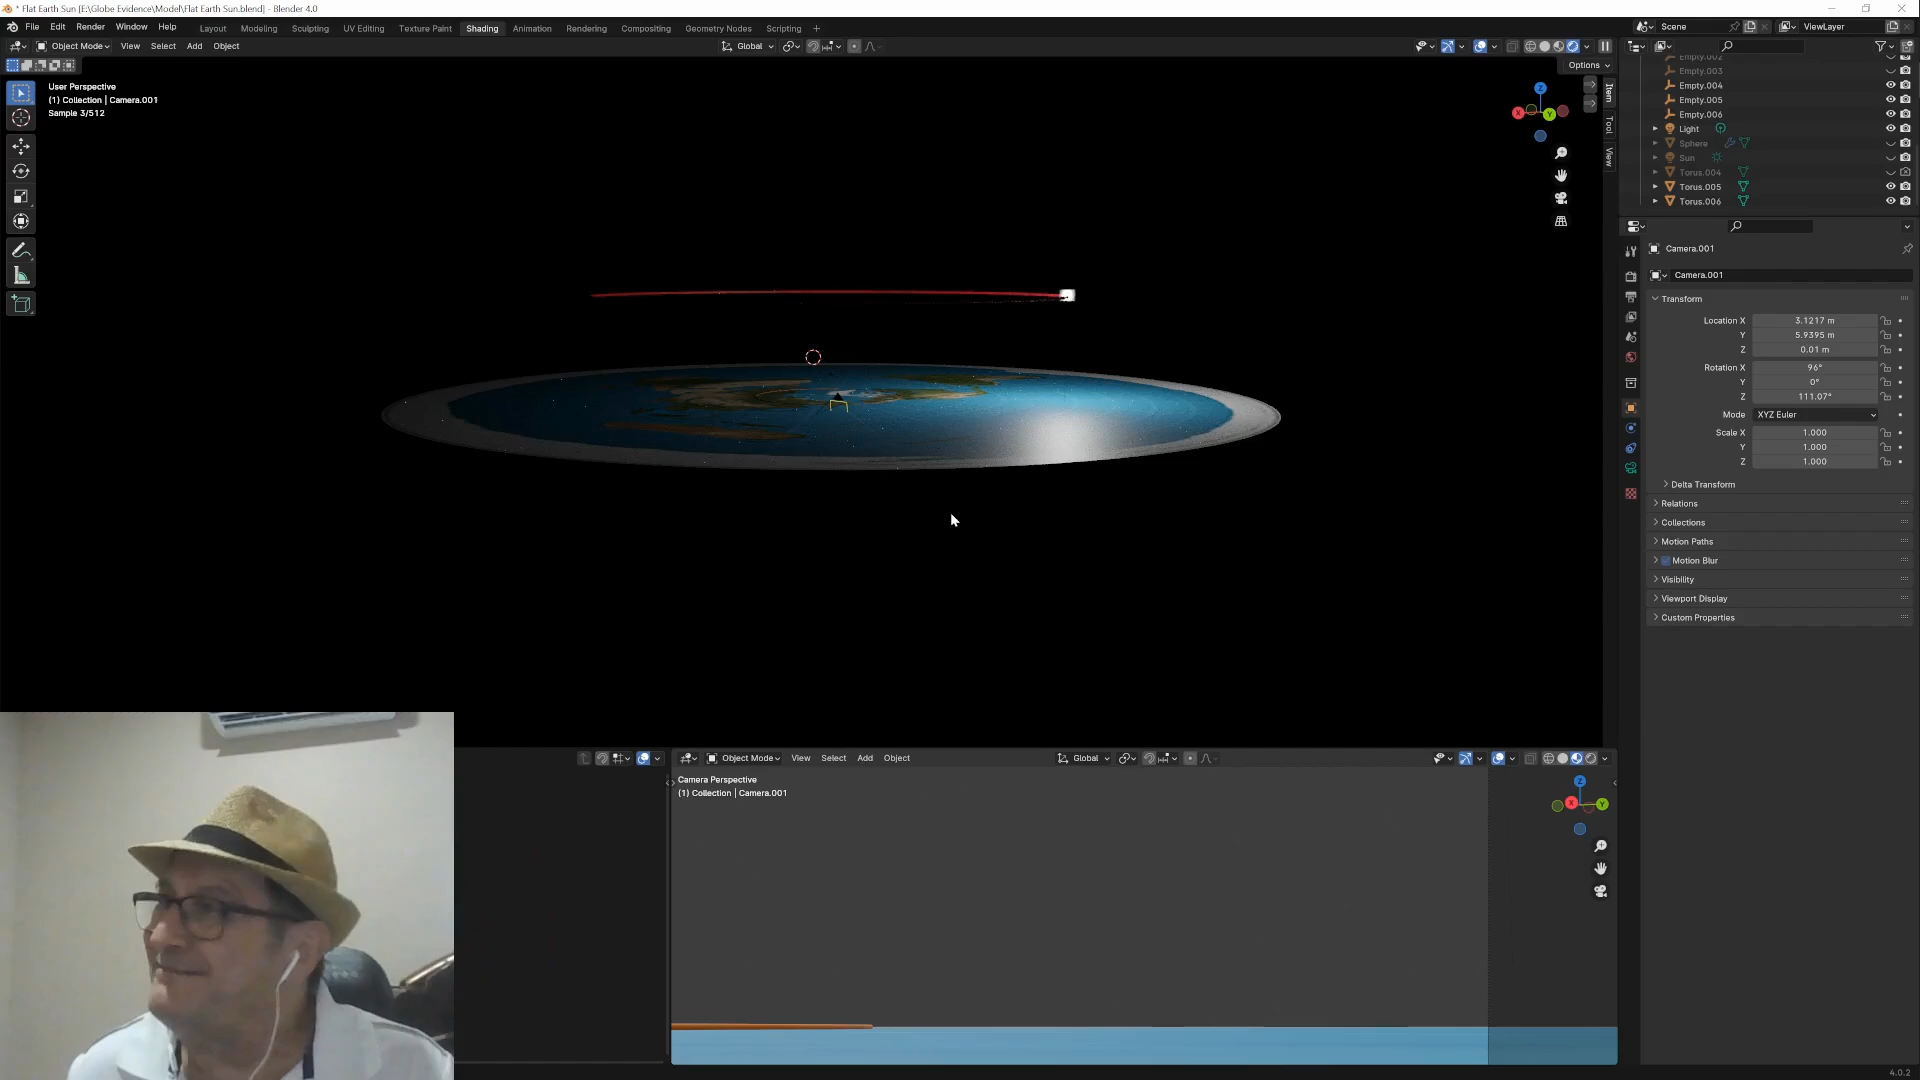 * Flat Earth Sun [E:\Globe Evidence\Model\Flat Earth Sun.blend] - Blender 4.0
File Edit Render Window Help Layout Modeling Sculpting UV Editing Texture Paint Shading Animation Rendering Compositing Geometry Nodes Scripting + Scene ViewLayer
Object Mode View Select Add Object Global
Options
User Perspective
(1) Collection | Camera.001
Sample 3/512
Z
X
Y
Item
Tool
View
Empty.002
Empty.003
Empty.004
Empty.005
Empty.006
Light
Sphere
Sun
Torus.004
Torus.005
Torus.006
Camera.001
Camera.001
Transform
Location X 3.1217 m
Y 5.9395 m
Z 0.01 m
Rotation X 96°
Y 0°
Z 111.07°
Mode XYZ Euler
Scale X 1.000
Y 1.000
Z 1.000
Delta Transform
Relations
Collections
Motion Paths
Motion Blur
Visibility
Viewport Display
Custom Properties
Object Mode View Select Add Object Global
Camera Perspective
(1) Collection | Camera.001
Z
X
Y
4.0.2